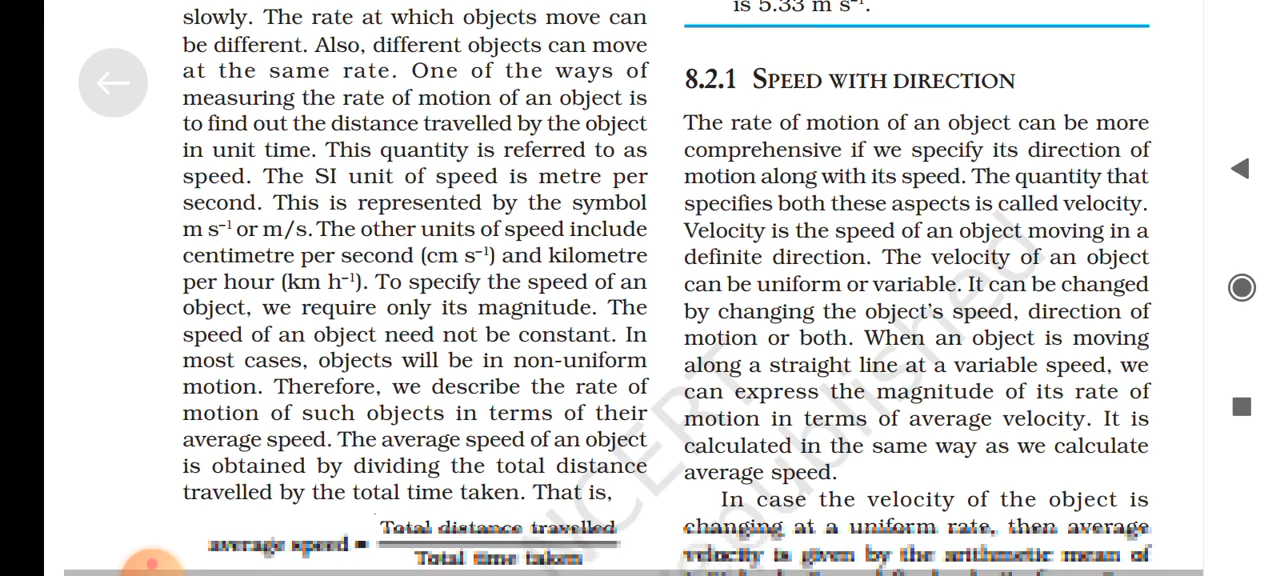 slowly. The rate at which objects move can
be different. Also, different objects can move
at the same rate. One of the ways of
measuring the rate of motion of an object is
to find out the distance travelled by the object
in unit time. This quantity is referred to as
speed. The SI unit of speed is metre per
second. This is represented by the symbol
m s⁻¹ or m/s. The other units of speed include
centimetre per second (cm s⁻¹) and kilometre
per hour (km h⁻¹). To specify the speed of an
object, we require only its magnitude. The
speed of an object need not be constant. In
most cases, objects will be in non-uniform
motion. Therefore, we describe the rate of
motion of such objects in terms of their
average speed. The average speed of an object
is obtained by dividing the total distance
travelled by the total time taken. That is,
average speed = Total distance travelled
Total time taken
is 5.33 m s⁻¹.
8.2.1 SPEED WITH DIRECTION
The rate of motion of an object can be more
comprehensive if we specify its direction of
motion along with its speed. The quantity that
specifies both these aspects is called velocity.
Velocity is the speed of an object moving in a
definite direction. The velocity of an object
can be uniform or variable. It can be changed
by changing the object's speed, direction of
motion or both. When an object is moving
along a straight line at a variable speed, we
can express the magnitude of its rate of
motion in terms of average velocity. It is
calculated in the same way as we calculate
average speed.
In case the velocity of the object is
changing at a uniform rate, then average
velocity is given by the arithmetic mean of
NCERT
republished